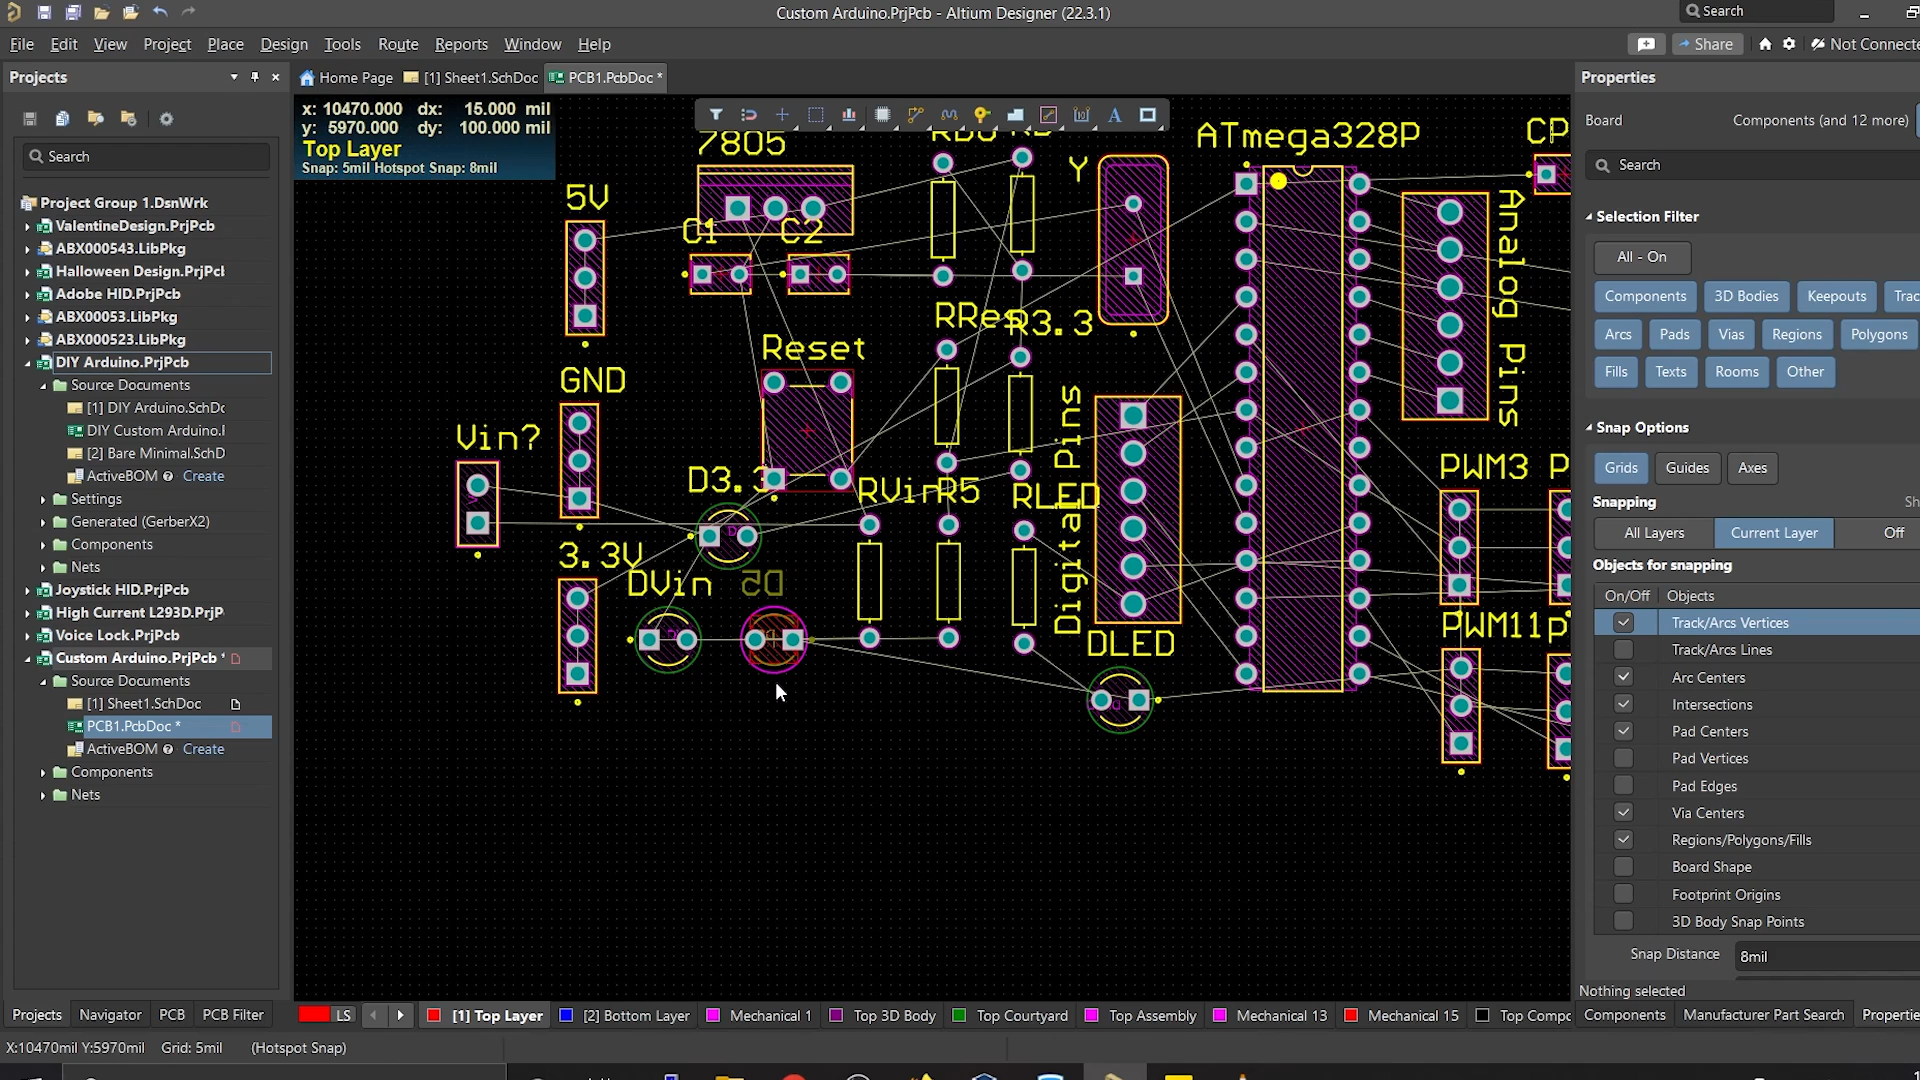 Custom Arduino.PrjPcb - Altium Designer (22.3.1)
Search
File Edit View Project Place Design Tools Route Reports Window Help
Share
Not Connecte
Projects
Home Page
[1] Sheet1.SchDoc
PCB1.PcbDoc *
Search
Project Group 1.DsnWrk
ValentineDesign.PrjPcb
ABX000543.LibPkg
Halloween Design.PrjPcl
Adobe HID.PrjPcb
ABX00053.LibPkg
ABX000523.LibPkg
DIY Arduino.PrjPcb
Source Documents
[1] DIY Arduino.SchDc
DIY Custom Arduino.I
[2] Bare Minimal.SchD
ActiveBOM Create
Settings
Generated (GerberX2)
Components
Nets
Joystick HID.PrjPcb
High Current L293D.PrjP
Voice Lock.PrjPcb
Custom Arduino.PrjPcb *
Source Documents
[1] Sheet1.SchDoc
PCB1.PcbDoc *
ActiveBOM Create
Components
Nets
Projects Navigator PCB PCB Filter
x: 10470.000 dx: 15.000 mil
y: 5970.000 dy: 100.000 mil
Top Layer
Snap: 5mil Hotspot Snap: 8mil
7805
5V
C1
C2
Y
ATmega328P
CP
Analog Pins
RRes
R3.3
Reset
GND
Vin?
D3.3
RVin
R5
RLED
Digital Pins
PWM3
P
3.3V
DVin
D5
DLED
PWM11
P
LS
[1] Top Layer
[2] Bottom Layer
Mechanical 1
Top 3D Body
Top Courtyard
Top Assembly
Mechanical 13
Mechanical 15
Top Compo
X:10470mil Y:5970mil Grid: 5mil (Hotspot Snap)
Properties
Board
Components (and 12 more)
Search
Selection Filter
All - On
Components 3D Bodies Keepouts Trac
Arcs Pads Vias Regions Polygons
Fills Texts Rooms Other
Snap Options
Grids Guides Axes
Snapping
Sh
All Layers Current Layer Off
Objects for snapping
On/Off Objects
Track/Arcs Vertices
Track/Arcs Lines
Arc Centers
Intersections
Pad Centers
Pad Vertices
Pad Edges
Via Centers
Regions/Polygons/Fills
Board Shape
Footprint Origins
3D Body Snap Points
Snap Distance 8mil
Nothing selected
Components Manufacturer Part Search Propertie